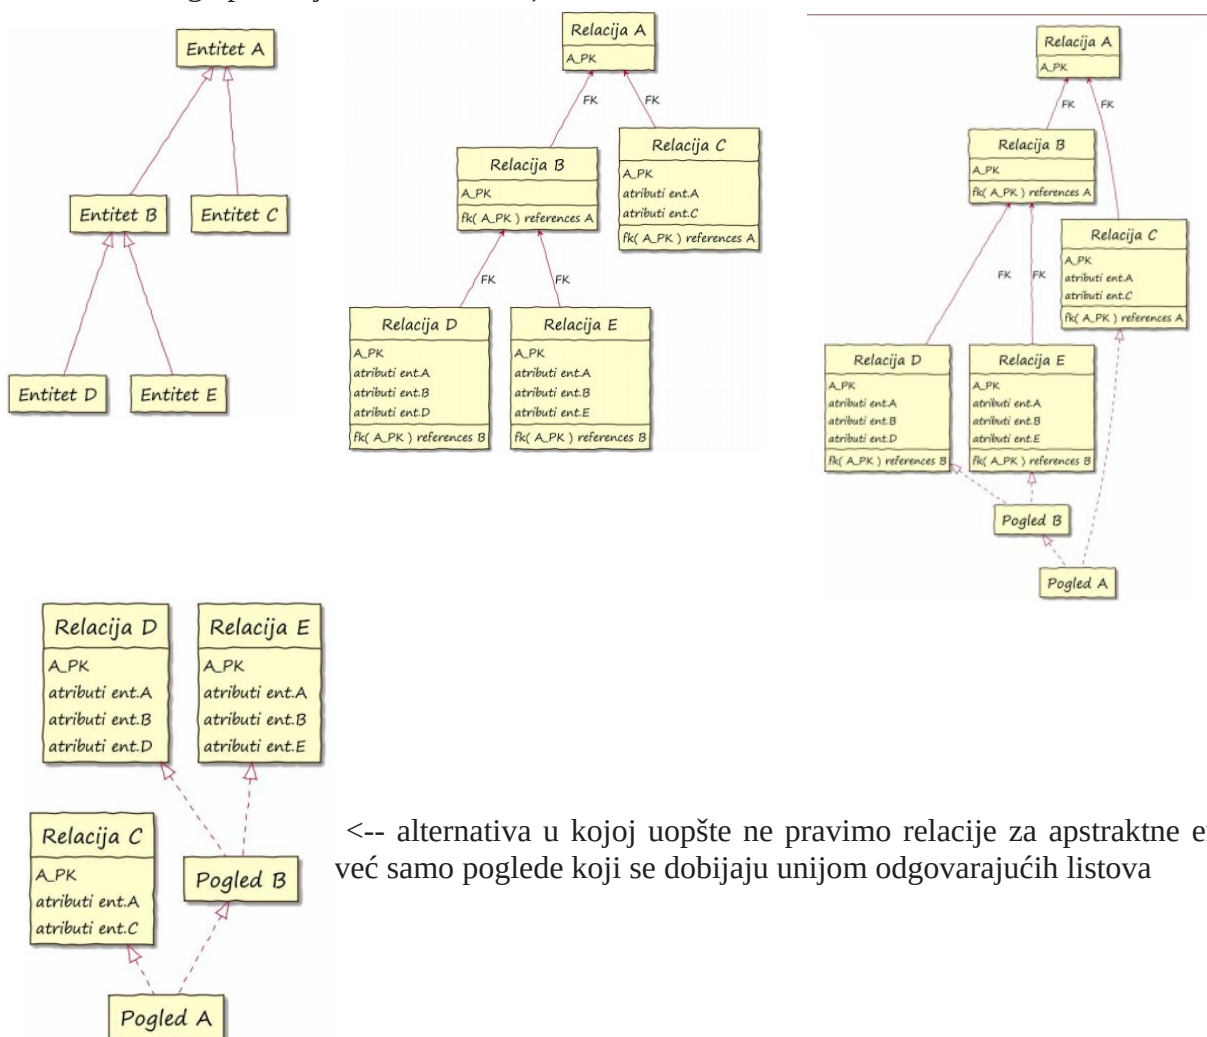 Entitet A
Entitet B
Entitet C
Entitet D
Entitet E
Relacija A
A_PK
FK
FK
Relacija B
A_PK
fk( A_PK ) references A
Relacija C
A_PK
atributi ent.A
atributi ent.C
fk( A_PK ) references A
FK
FK
Relacija D
A_PK
atributi ent.A
atributi ent.B
atributi ent.D
fk( A_PK ) references B
Relacija E
A_PK
atributi ent.A
atributi ent.B
atributi ent.E
fk( A_PK ) references B
Relacija A
A_PK
FK
FK
Relacija B
A_PK
fk( A_PK ) references A
Relacija C
A_PK
atributi ent.A
atributi ent.C
fk( A_PK ) references A
FK
FK
Relacija D
A_PK
atributi ent.A
atributi ent.B
atributi ent.D
fk( A_PK ) references B
Relacija E
A_PK
atributi ent.A
atributi ent.B
atributi ent.E
fk( A_PK ) references B
Pogled B
Pogled A
Relacija D
A_PK
atributi ent.A
atributi ent.B
atributi ent.D
Relacija E
A_PK
atributi ent.A
atributi ent.B
atributi ent.E
Relacija C
A_PK
atributi ent.A
atributi ent.C
Pogled B
Pogled A
<-- alternativa u kojoj uopšte ne pravimo relacije za apstraktne
već samo poglede koji se dobijaju unijom odgovarajućih listova